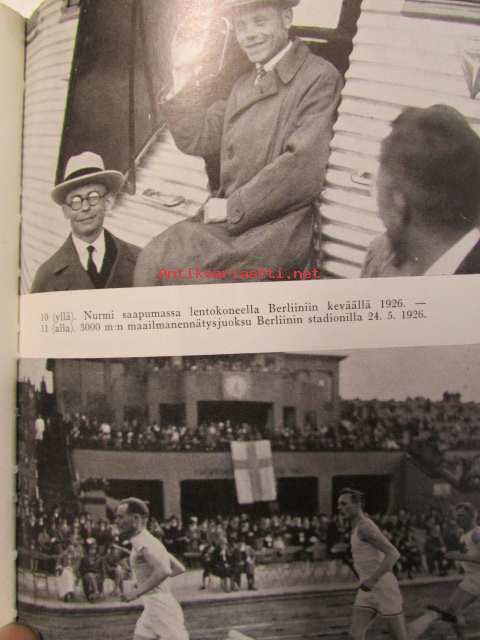 Antikvariaatti.net
10 (yllä). Nurmi saapumassa lentokoneella Berliiniin keväällä 1926. —
11 (alla). 3000 m:n maailmanennätysjuoksu Berliinin stadionilla 24. 5. 1926.